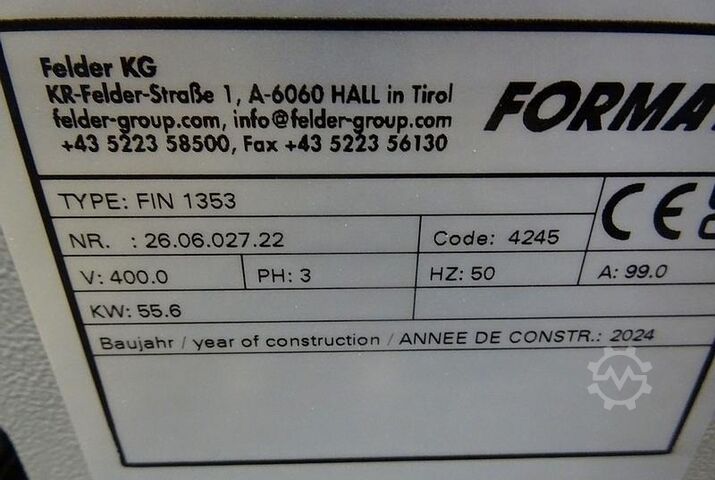 Felder KG
KR-Felder-Straße 1, A-6060 HALL in Tirol
felder-group.com, info@felder-group.com
+43 5223 58500, Fax +43 5223 56130
FORMAT
TYPE: FIN 1353
NR. : 26.06.027.22 Code: 4245
CE
V: 400.0 PH: 3 HZ: 50 A: 99.0
KW: 55.6
Baujahr / year of construction / ANNEE DE CONSTR.: 2024